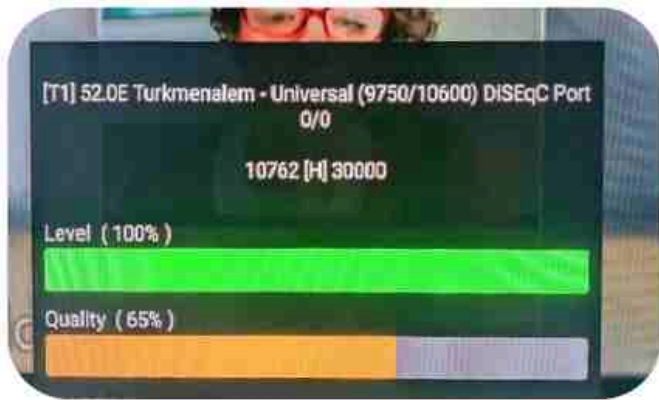 [T1] 52.0E Turkmenalem - Universal (9750/10600) DiSEqC Port
0/0
10762 [H] 30000
Level ( 100% )
Quality ( 65% )